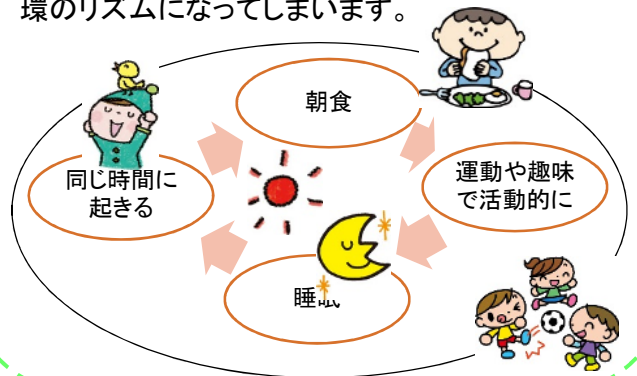 環のリズムになってしまいます。
朝食
同じ時間に
起きる
運動や趣味
で活動的に
睡眠